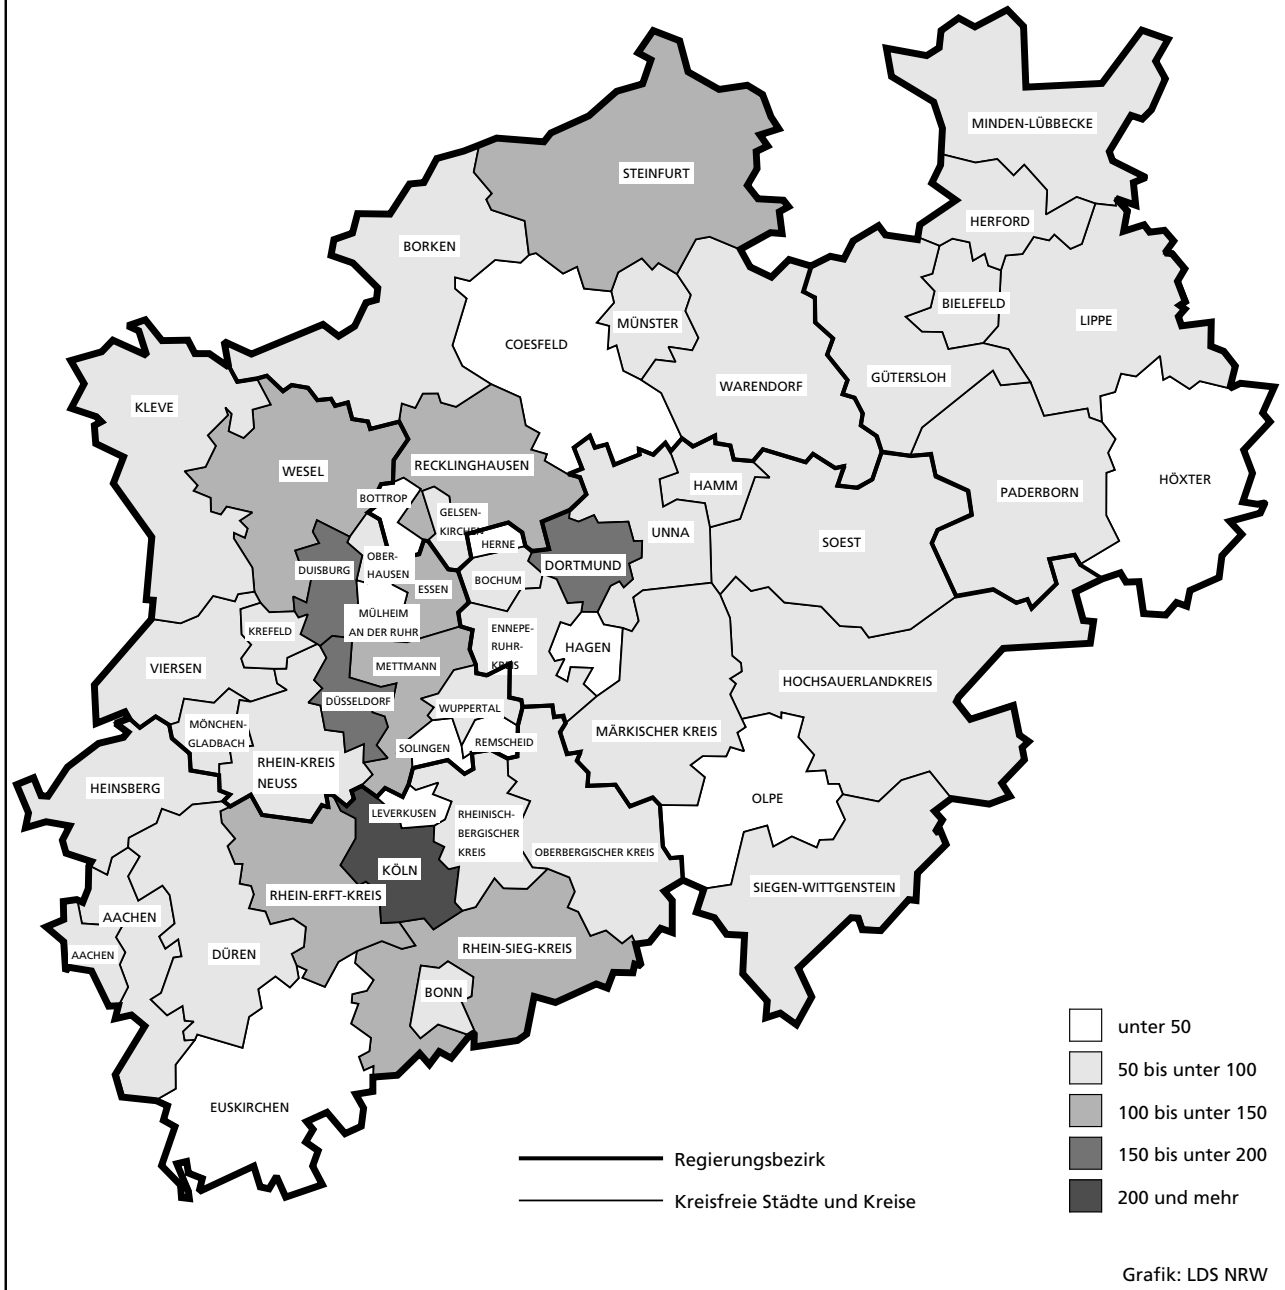 MINDEN-LÜBBECKE
STEINFURT
HERFORD
BORKEN
BIELEFELD
LIPPE
MÜNSTER
COESFELD
GÜTERSLOH
WARENDORF
KLEVE
RECKLINGHAUSEN
WESEL
HÖXTER
HAMM
PADERBORN
BOTTROP
GELSEN-
KIRCHEN
UNNA
SOEST
HERNE
OBER-
HAUSEN
DORTMUND
DUISBURG
BOCHUM
ESSEN
MÜLHEIM
AN DER RUHR
KREFELD
ENNEPE-
RUHR-
KREIS
HAGEN
VIERSEN
METTMANN
HOCHSAUERLANDKREIS
DÜSSELDORF
WUPPERTAL
MÖNCHEN-
GLADBACH
MÄRKISCHER KREIS
REMSCHEID
SOLINGEN
RHEIN-KREIS
NEUSS
HEINSBERG
OLPE
LEVERKUSEN
RHEINISCH-
BERGISCHER
KREIS
OBERBERGISCHER KREIS
KÖLN
SIEGEN-WITTGENSTEIN
RHEIN-ERFT-KREIS
AACHEN
RHEIN-SIEG-KREIS
AACHEN
DÜREN
BONN
EUSKIRCHEN
unter 50
50 bis unter 100
100 bis unter 150
150 bis unter 200
200 und mehr
Regierungsbezirk
Kreisfreie Städte und Kreise
Grafik: LDS NRW